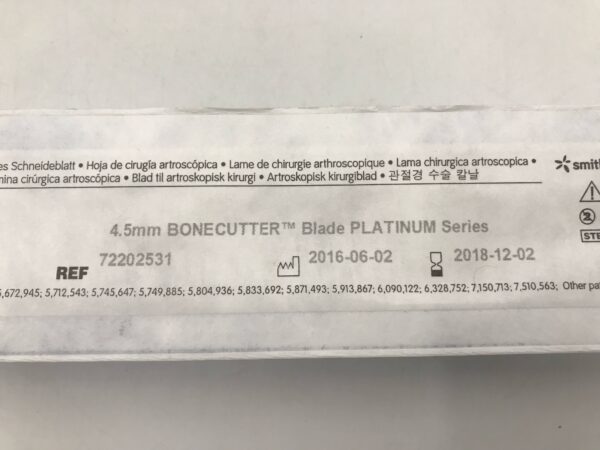 es Schneideblatt • Hoja de cirugía artroscópica • Lame de chirurgie arthroscopique • Lama chirurgica artroscopica •
mina cirúrgica artroscópica • Blad til artroskopisk kirurgi • Artroskopisk kirurgiblad • 관절경 수술 칼날
smith
4.5mm BONECUTTER™ Blade PLATINUM Series
REF 72202531 2016-06-02 2018-12-02
2
STE
5,672,945; 5,712,543; 5,745,647; 5,749,885; 5,804,936; 5,833,692; 5,871,493; 5,913,867; 6,090,122; 6,328,752; 7,150,713; 7,510,563; Other pat